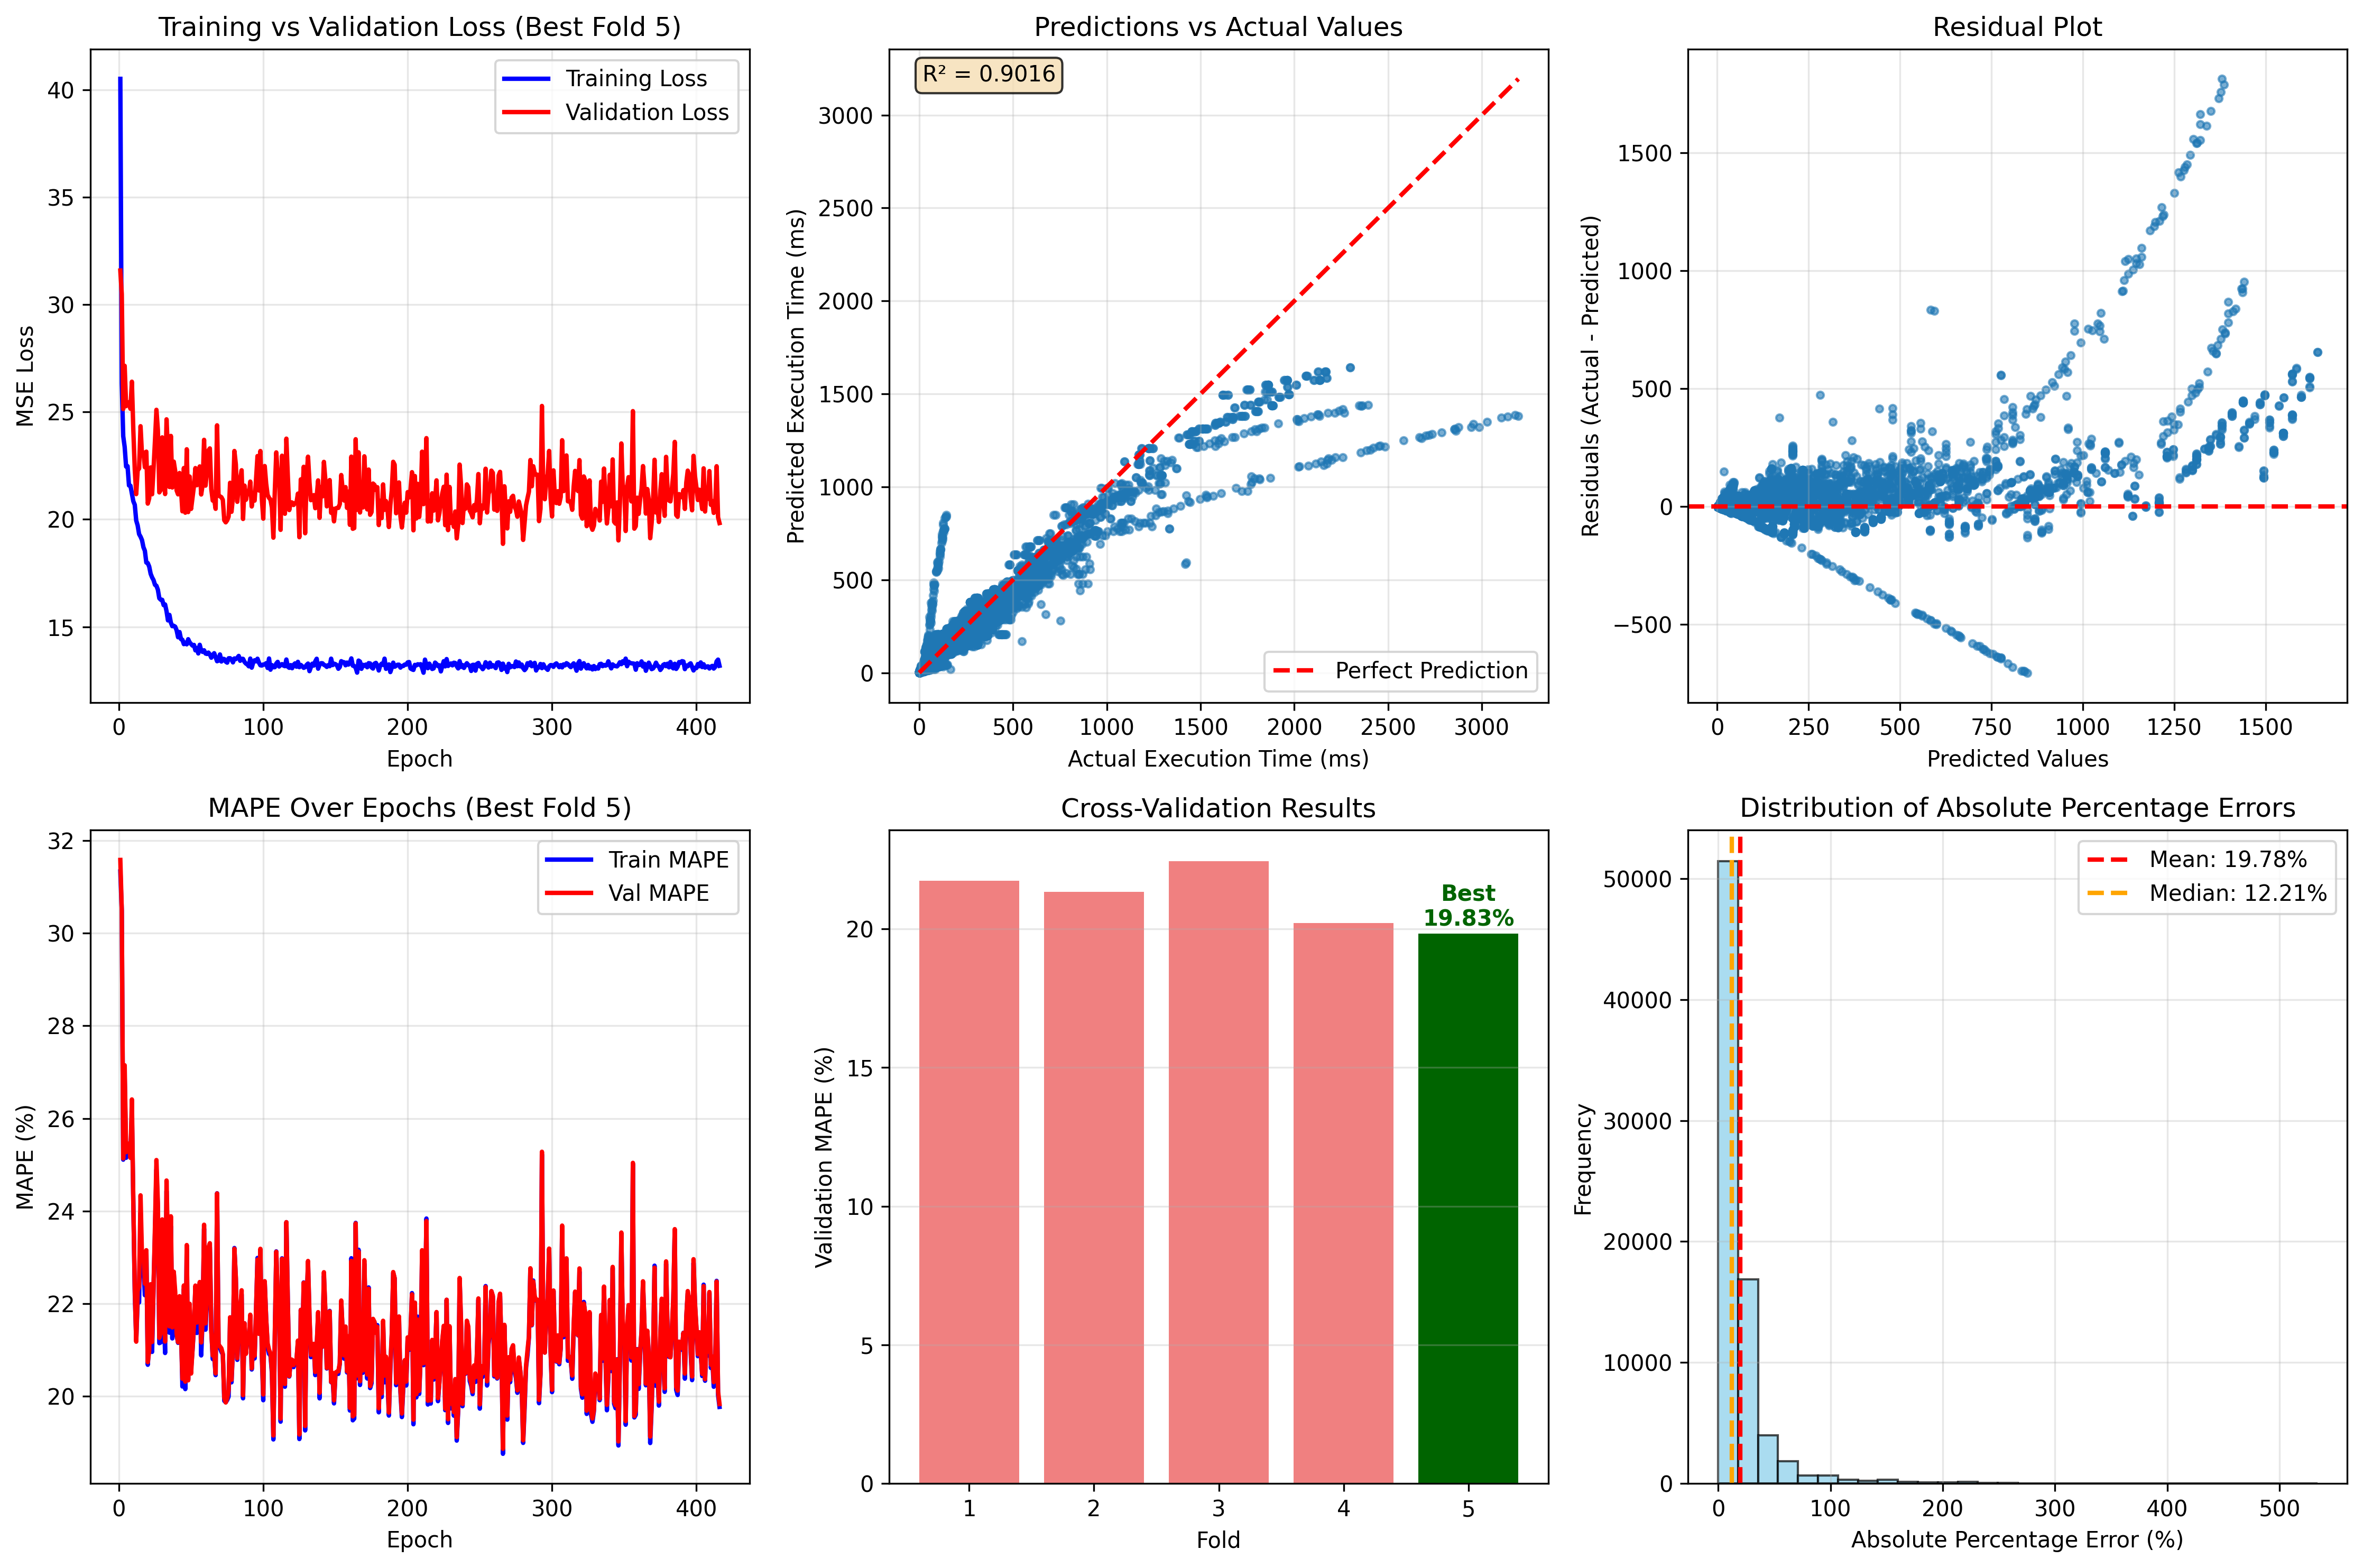 Training vs Validation Loss (Best Fold 5)
Training Loss
Validation Loss
40
35
30
25
20
15
MSE Loss
0 100 200 300 400
Epoch
Predictions vs Actual Values
R² = 0.9016
3000
2500
2000
1500
1000
500
0
Predicted Execution Time (ms)
Perfect Prediction
0 500 1000 1500 2000 2500 3000
Actual Execution Time (ms)
Residual Plot
1500
1000
500
0
−500
Residuals (Actual - Predicted)
0 250 500 750 1000 1250 1500
Predicted Values
MAPE Over Epochs (Best Fold 5)
Train MAPE
Val MAPE
32
30
28
26
24
22
20
MAPE (%)
0 100 200 300 400
Epoch
Cross-Validation Results
Best
19.83%
20
15
10
5
0
Validation MAPE (%)
1 2 3 4 5
Fold
Distribution of Absolute Percentage Errors
Mean: 19.78%
Median: 12.21%
50000
40000
30000
20000
10000
0
Frequency
0 100 200 300 400 500
Absolute Percentage Error (%)